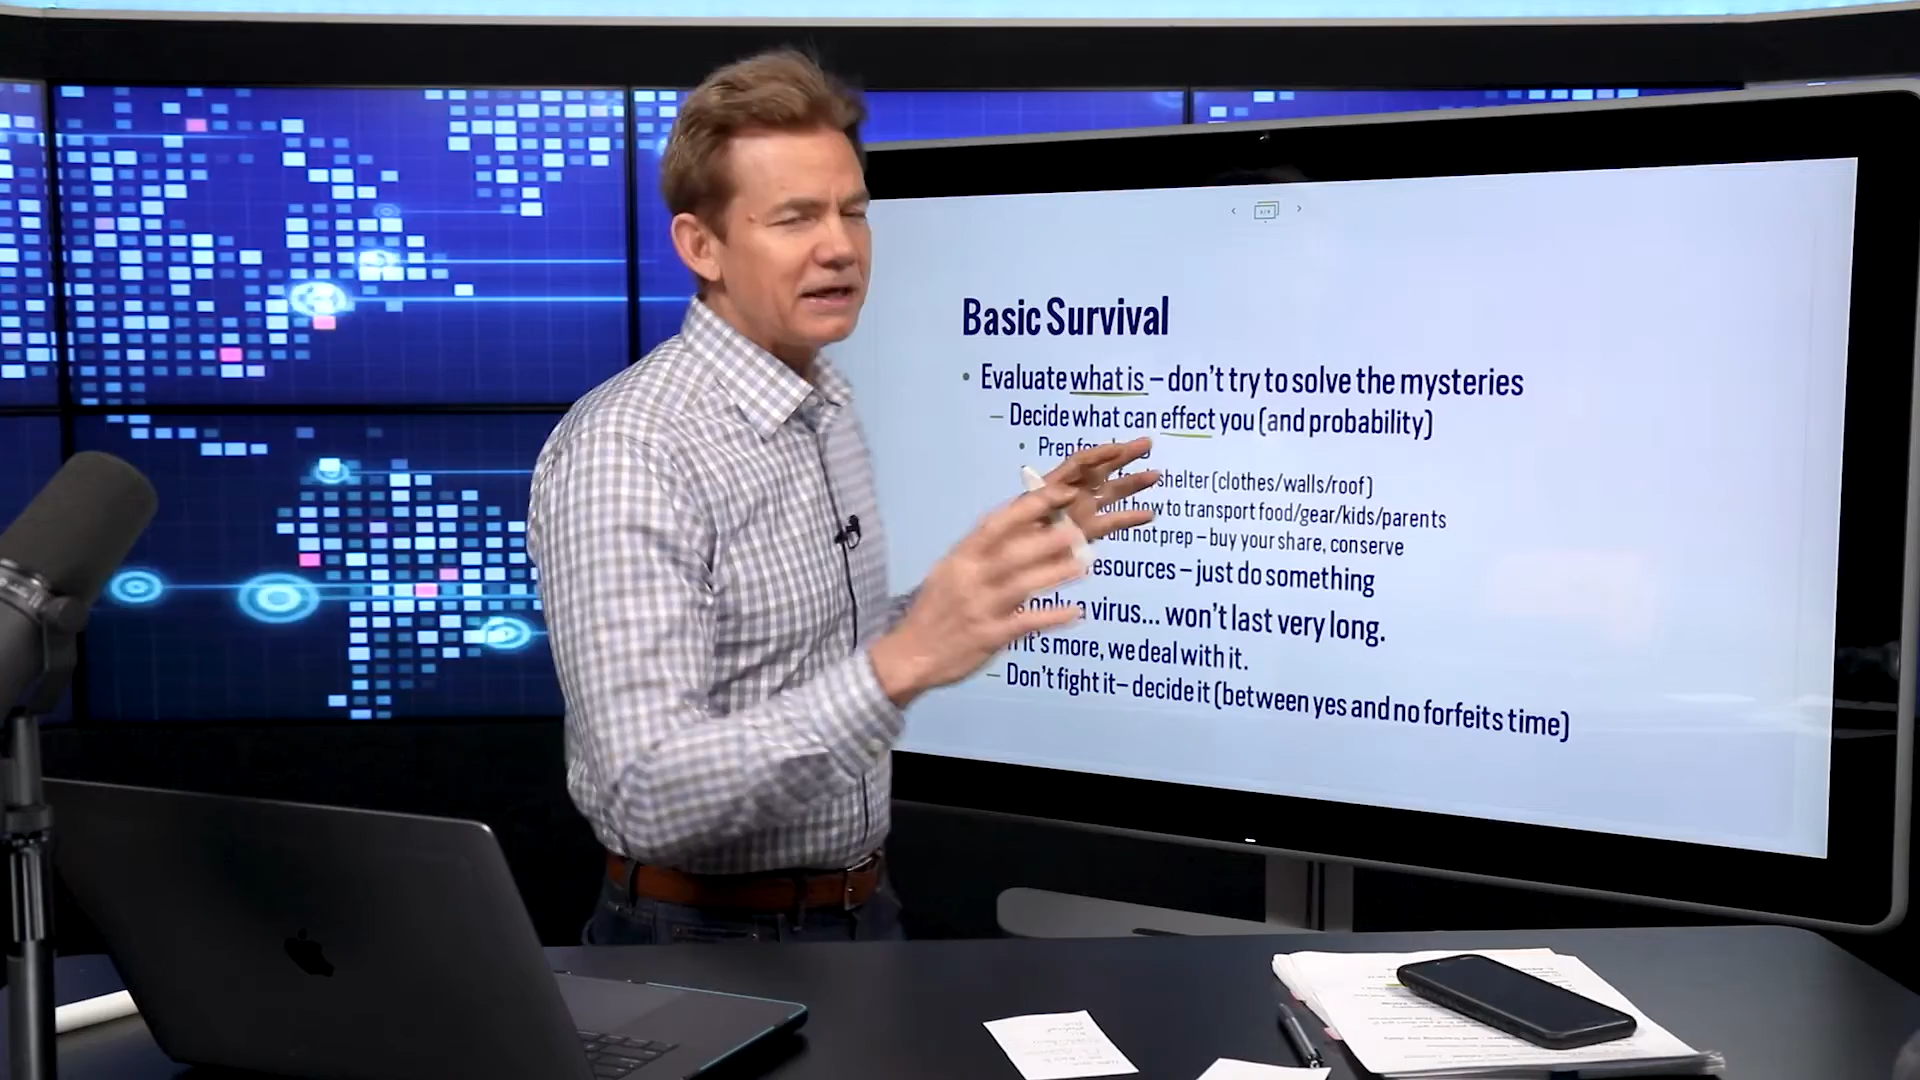 Basic Survival
• Evaluate what is – don't try to solve the mysteries
– Decide what can effect you (and probability)
• Prep
shelter (clothes/walls/roof)
how to transport food/gear/kids/parents
not prep – buy your share, conserve
resources – just do something
only a virus... won't last very long.
it's more, we deal with it.
– Don't fight it– decide it (between yes and no forfeits time)